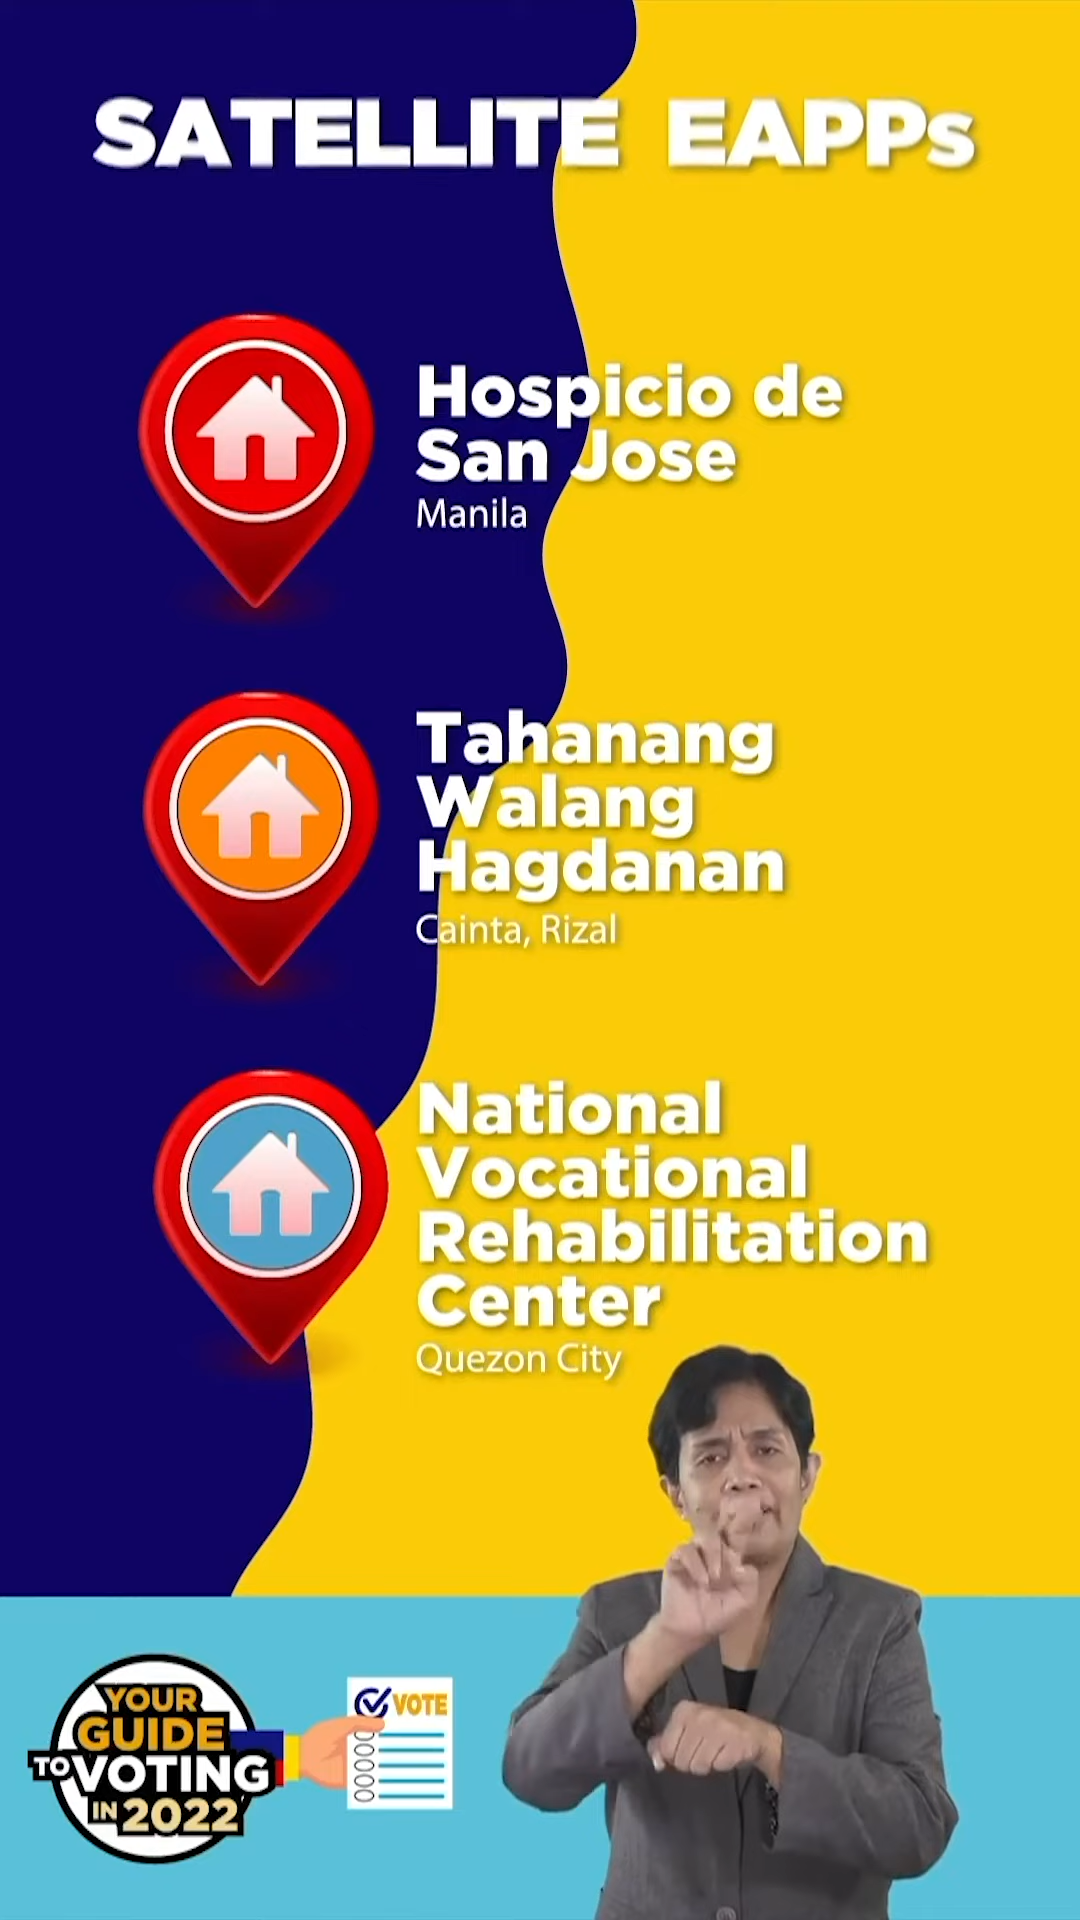 SATELLITE EAPPs
Hospicio de
San Jose
Manila
Tahanang
Walang
Hagdanan
Cainta, Rizal
National
Vocational
Rehabilitation
Center
Quezon City
YOUR
GUIDE
TO VOTING
IN 2022
VOTE